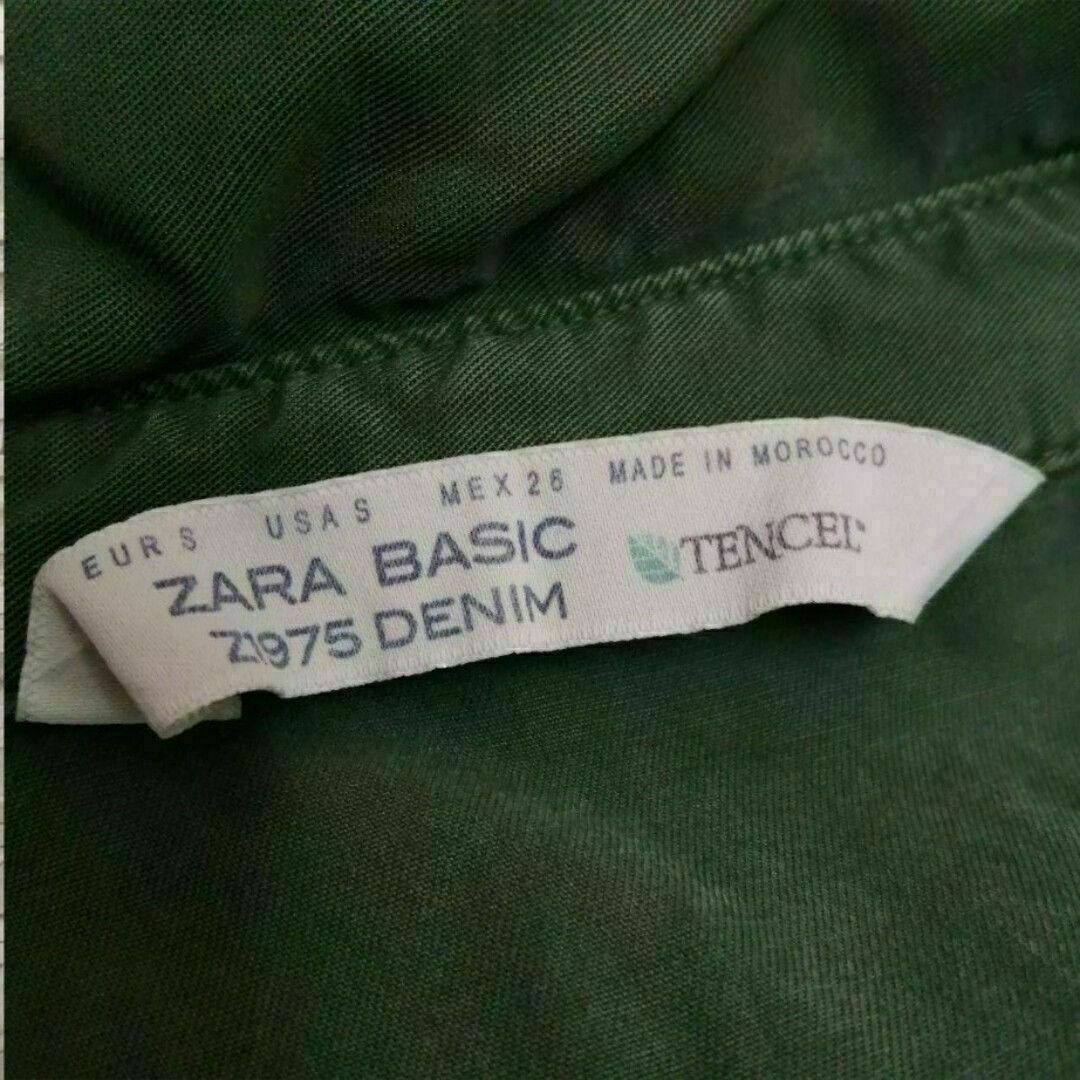 EUR S USA S MEX 26 MADE IN MOROCCO
ZARA BASIC
Z1975 DENIM
TENCEL